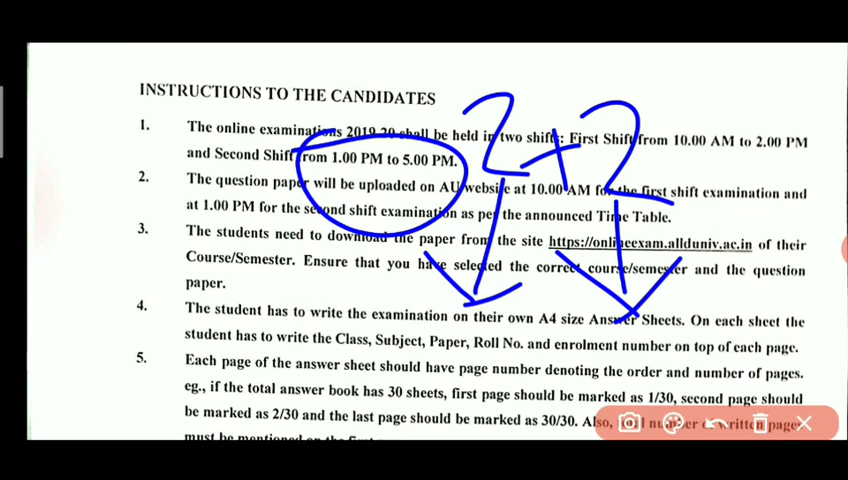 INSTRUCTIONS TO THE CANDIDATES
1. The online examinations 2019-20 shall be held in two shifts: First Shift from 10.00 AM to 2.00 PM
and Second Shift from 1.00 PM to 5.00 PM.
2+2
2. The question paper will be uploaded on AU website at 10.00 AM for the first shift examination and
at 1.00 PM for the second shift examination as per the announced Time Table.
3. The students need to download the paper from the site https://onlineexam.allduniv.ac.in of their
Course/Semester. Ensure that you have selected the correct course/semester and the question
paper.
4. The student has to write the examination on their own A4 size Answer Sheets. On each sheet the
student has to write the Class, Subject, Paper, Roll No. and enrolment number on top of each page.
5. Each page of the answer sheet should have page number denoting the order and number of pages.
eg., if the total answer book has 30 sheets, first page should be marked as 1/30, second page should
be marked as 2/30 and the last page should be marked as 30/30. Also, written pages
must be mentioned on the